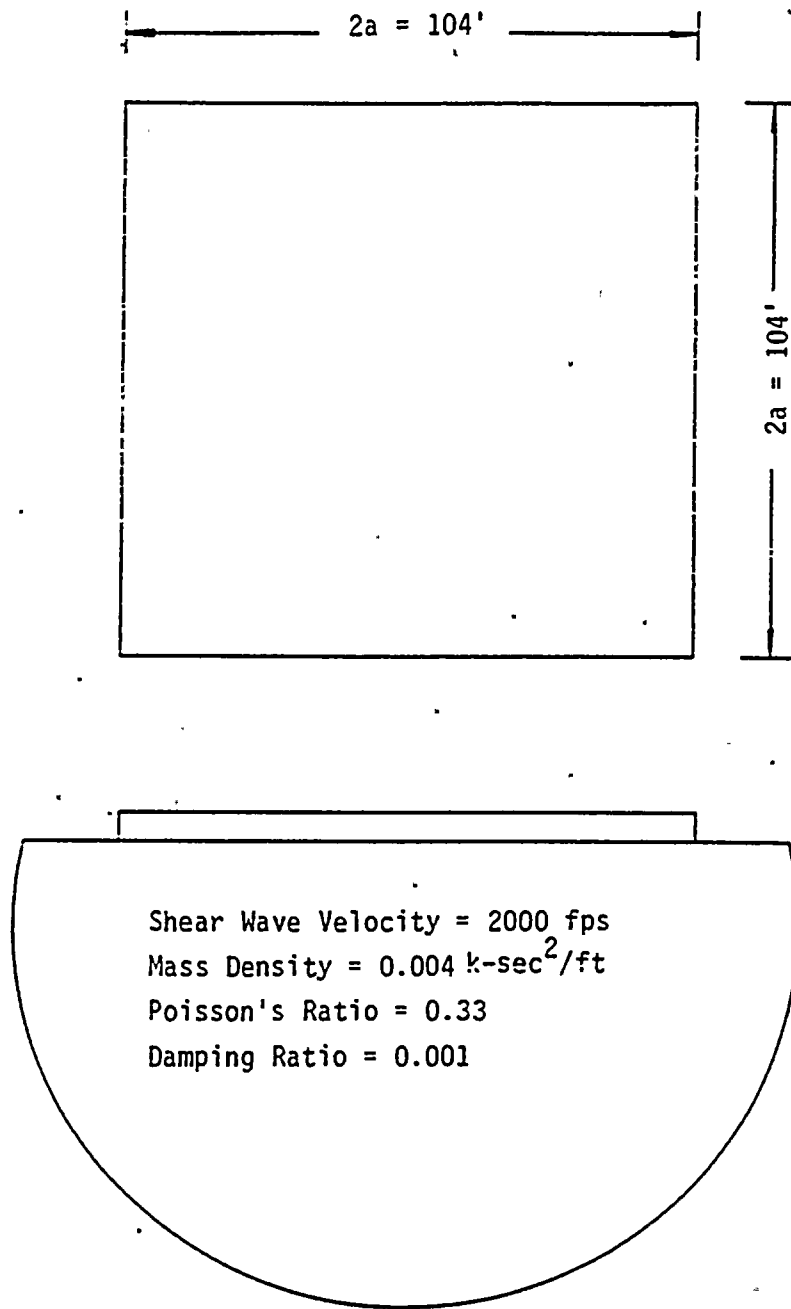 2a = 104'
2a = 104'
Shear Wave Velocity = 2000 fps
Mass Density = 0.004 k-sec²/ft
Poisson's Ratio = 0.33
Damping Ratio = 0.001